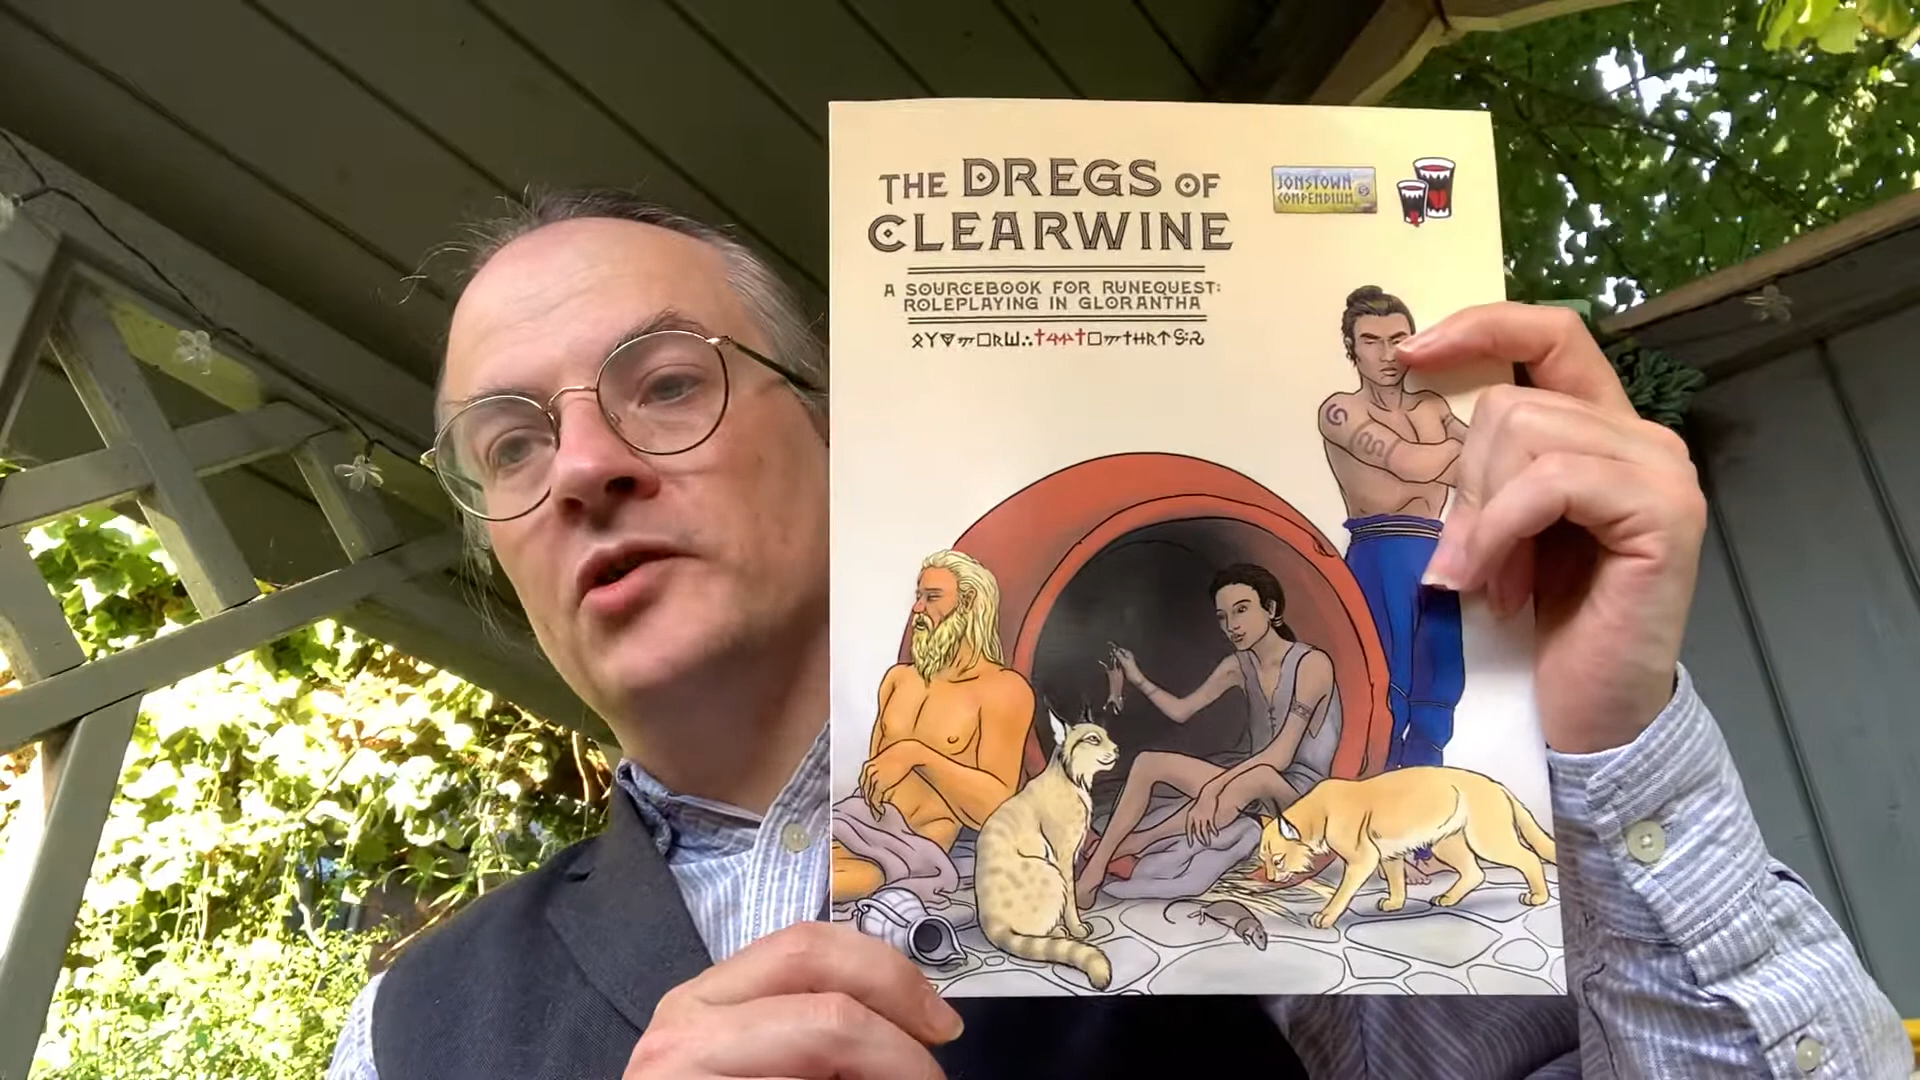 THE DREGS OF
CLEARWINE
A SOURCEBOOK FOR RUNEQUEST:
ROLEPLAYING IN GLORANTHA
JONSTOWN
COMPENDIUM